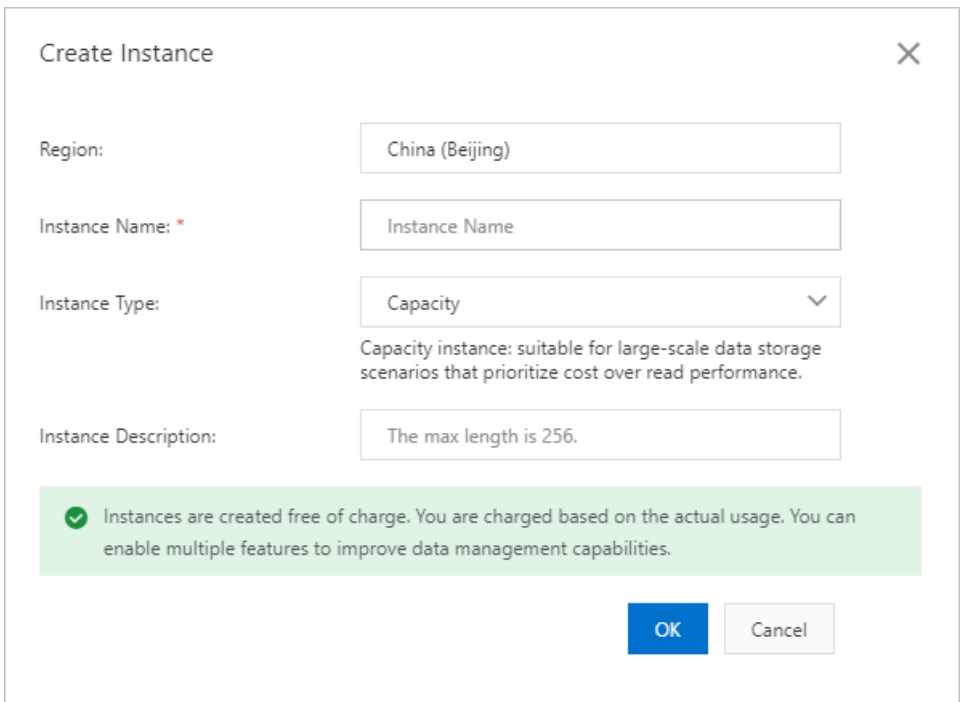 Create Instance
Region:
China (Beijing)
Instance Name: *
Instance Name
Instance Type:
Capacity
Capacity instance: suitable for large-scale data storage
scenarios that prioritize cost over read performance.
Instance Description:
The max length is 256.
Instances are created free of charge. You are charged based on the actual usage. You can
enable multiple features to improve data management capabilities.
OK
Cancel